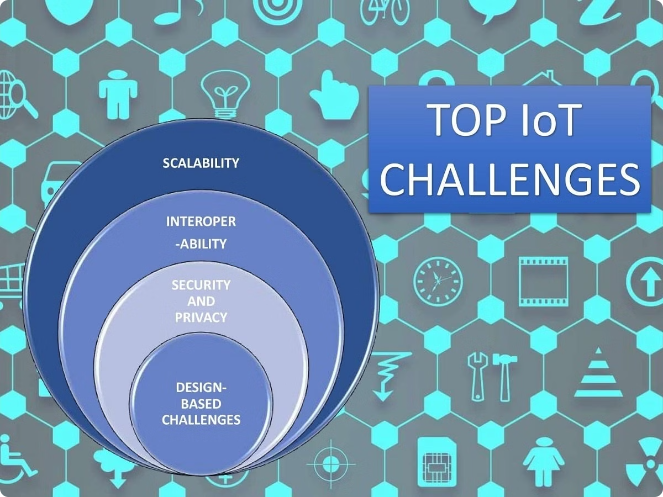 TOP IoT
CHALLENGES
SCALABILITY
INTEROPER
-ABILITY
SECURITY
AND
PRIVACY
DESIGN-
BASED
CHALLENGES